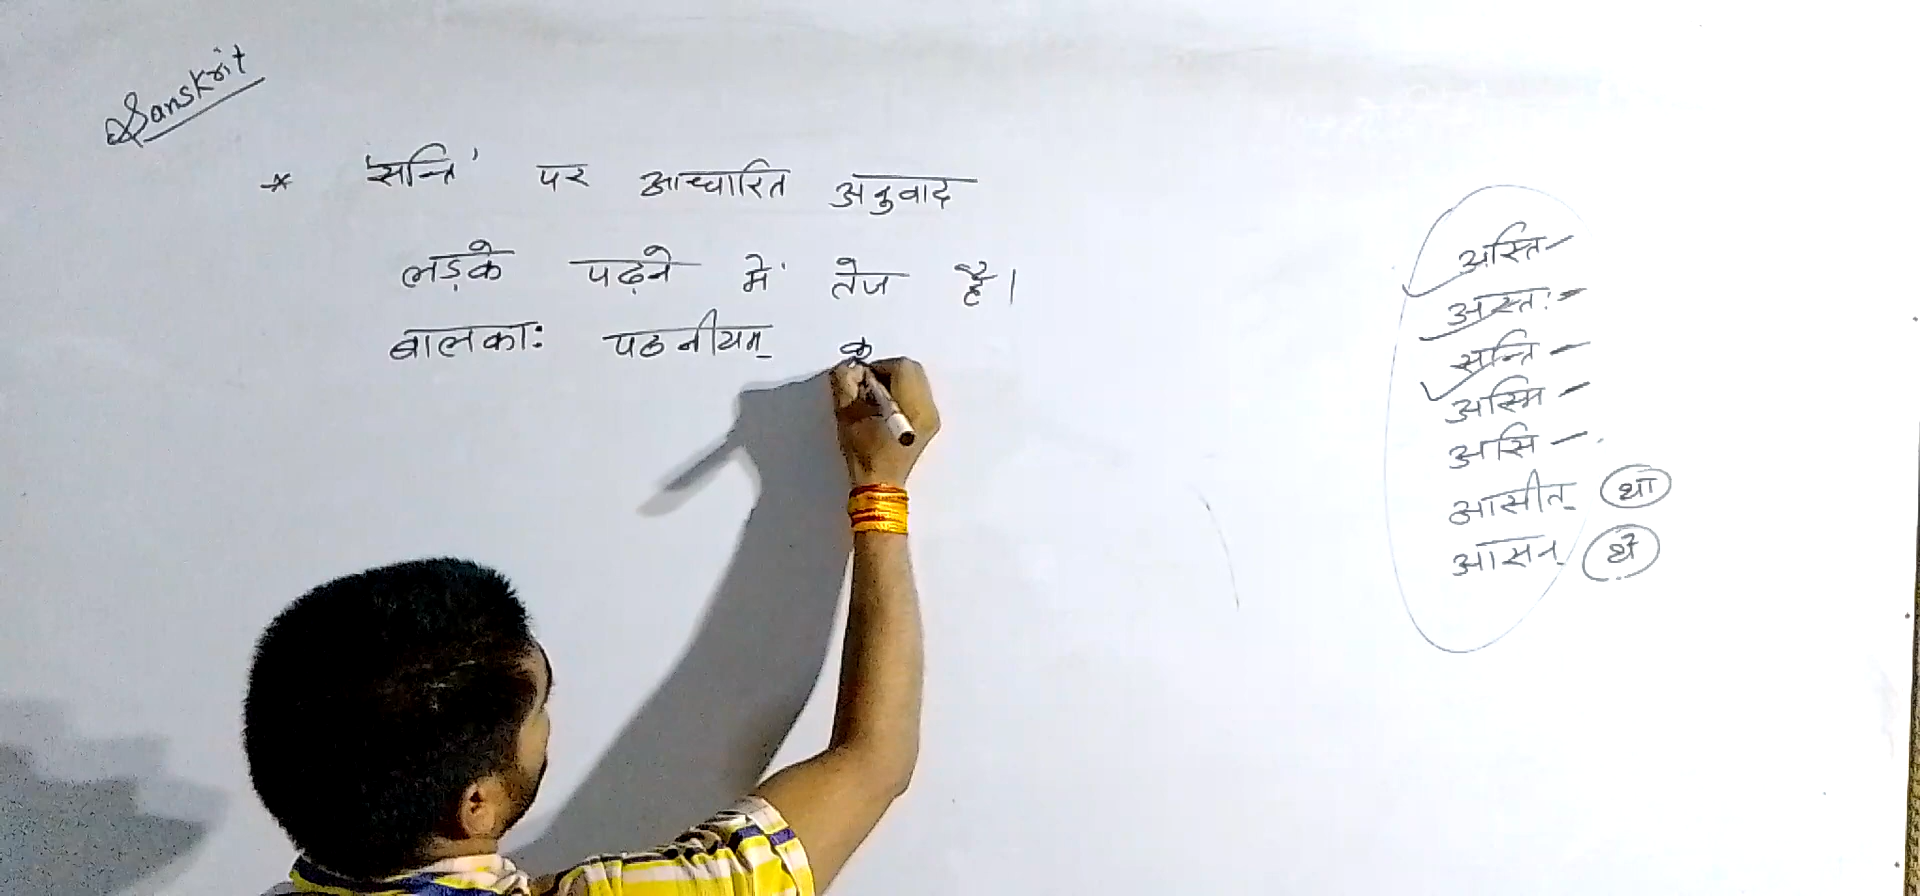 Sanskrit
* 'सन्ति' पर आधारित अनुवाद
लड़के पढ़ने में तेज है।
बालकाः पठनीयम् क
अस्ति -
अस्तः -
सन्ति -
अस्मि -
असि -
आसीत् था
आसन् थे